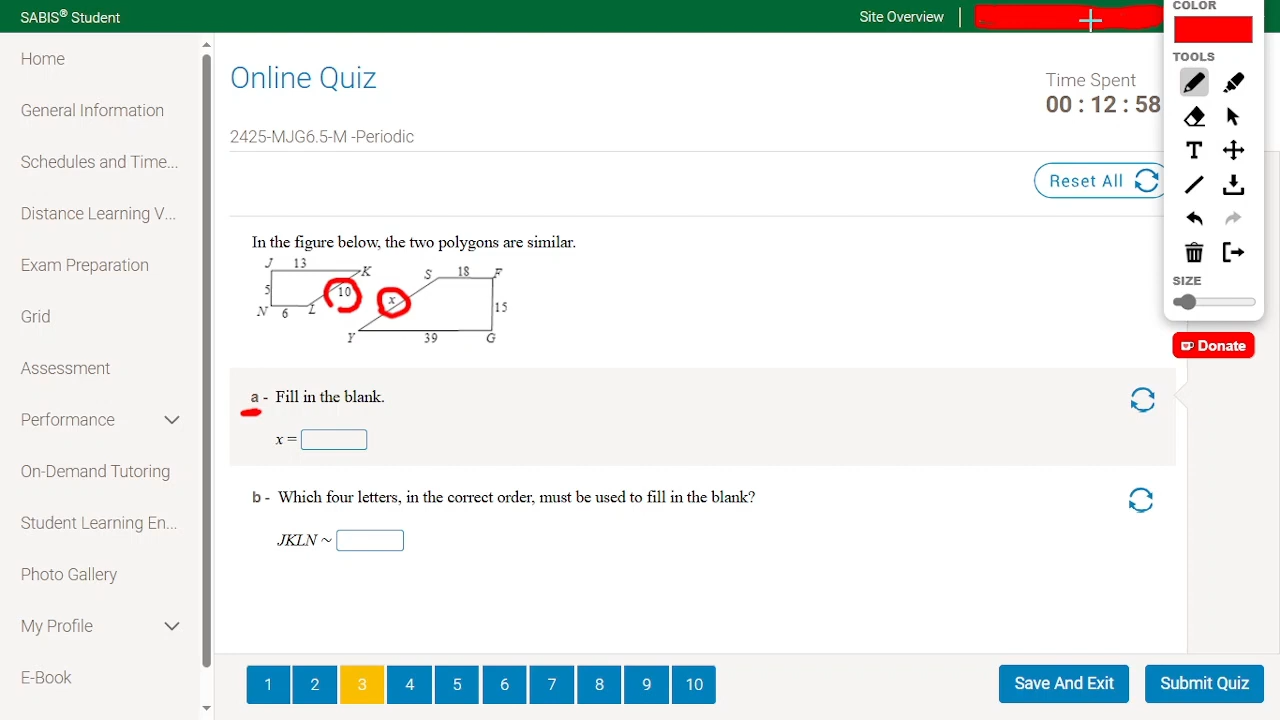 SABIS® Student
Site Overview
COLOR
TOOLS
T
SIZE
Donate
Home
General Information
Schedules and Time...
Distance Learning V...
Exam Preparation
Grid
Assessment
Performance
On-Demand Tutoring
Student Learning En...
Photo Gallery
My Profile
E-Book
Online Quiz
Time Spent
00 : 12 : 58
2425-MJG6.5-M -Periodic
Reset All
In the figure below, the two polygons are similar.
J 13 K
5 10
N 6 L
S 18 F
x 15
Y 39 G
a - Fill in the blank.
x =
b - Which four letters, in the correct order, must be used to fill in the blank?
JKLN ~
1 2 3 4 5 6 7 8 9 10
Save And Exit
Submit Quiz